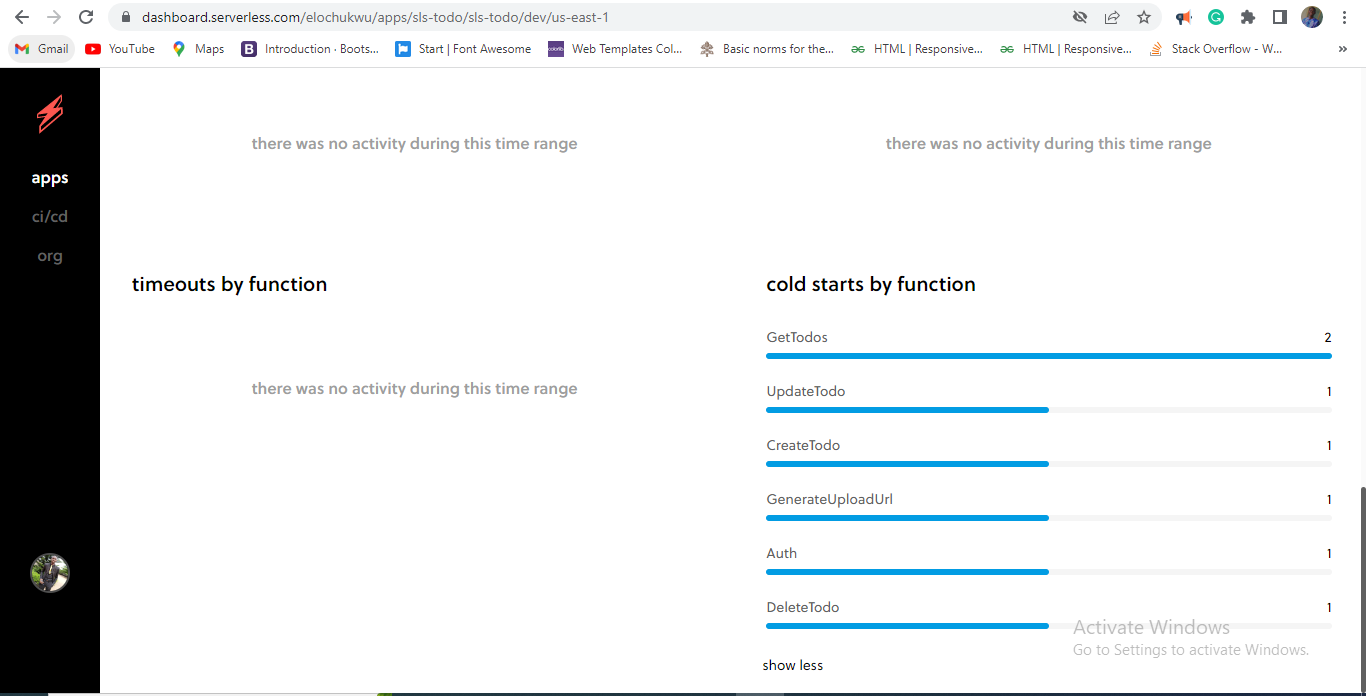 dashboard.serverless.com/elochukwu/apps/sls-todo/sls-todo/dev/us-east-1
Gmail
YouTube
Maps
Introduction · Boots...
Start | Font Awesome
Web Templates Col...
Basic norms for the...
HTML | Responsive...
HTML | Responsive...
Stack Overflow - W...
»
apps
ci/cd
org
there was no activity during this time range
there was no activity during this time range
timeouts by function
there was no activity during this time range
cold starts by function
GetTodos 2
UpdateTodo 1
CreateTodo 1
GenerateUploadUrl 1
Auth 1
DeleteTodo 1
show less
Activate Windows
Go to Settings to activate Windows.